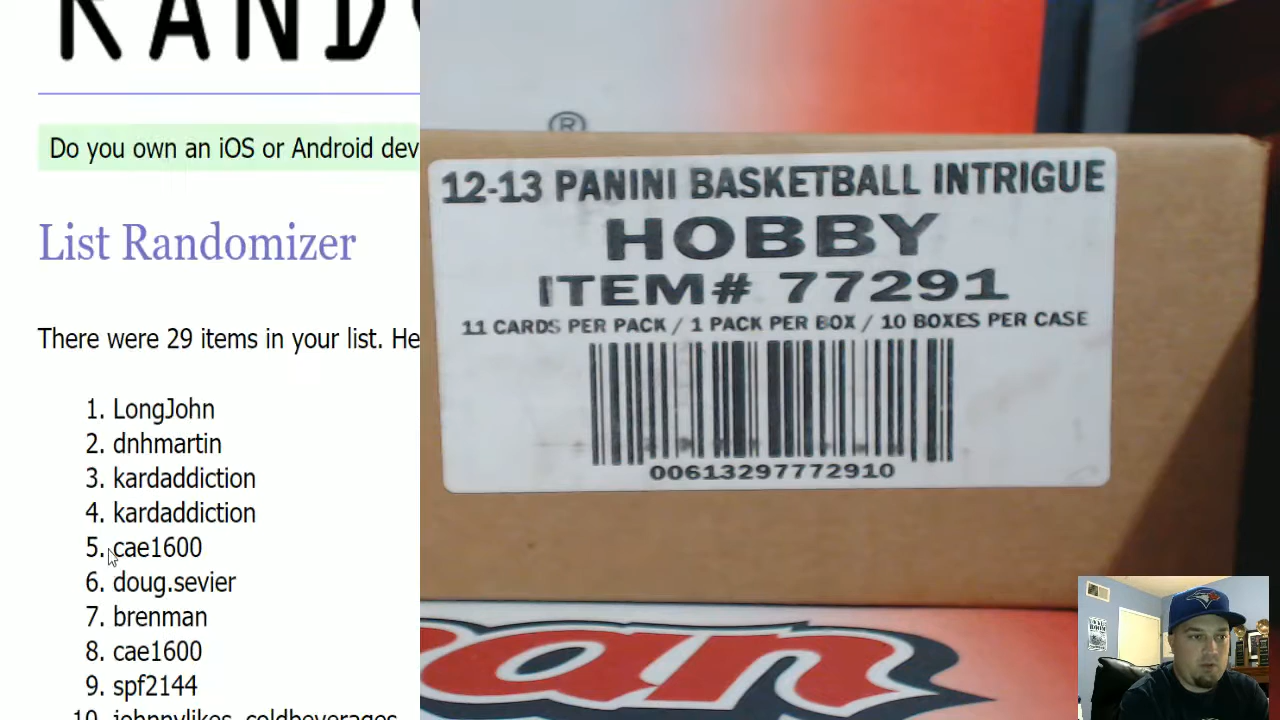 RAND
Do you own an iOS or Android dev
List Randomizer
There were 29 items in your list. He
1. LongJohn
2. dnhmartin
3. kardaddiction
4. kardaddiction
5. cae1600
6. doug.sevier
7. brenman
8. cae1600
9. spf2144
10. johnnylikes_coldbeverages
®
12-13 PANINI BASKETBALL INTRIGUE
HOBBY
ITEM# 77291
11 CARDS PER PACK / 1 PACK PER BOX / 10 BOXES PER CASE
00613297772910